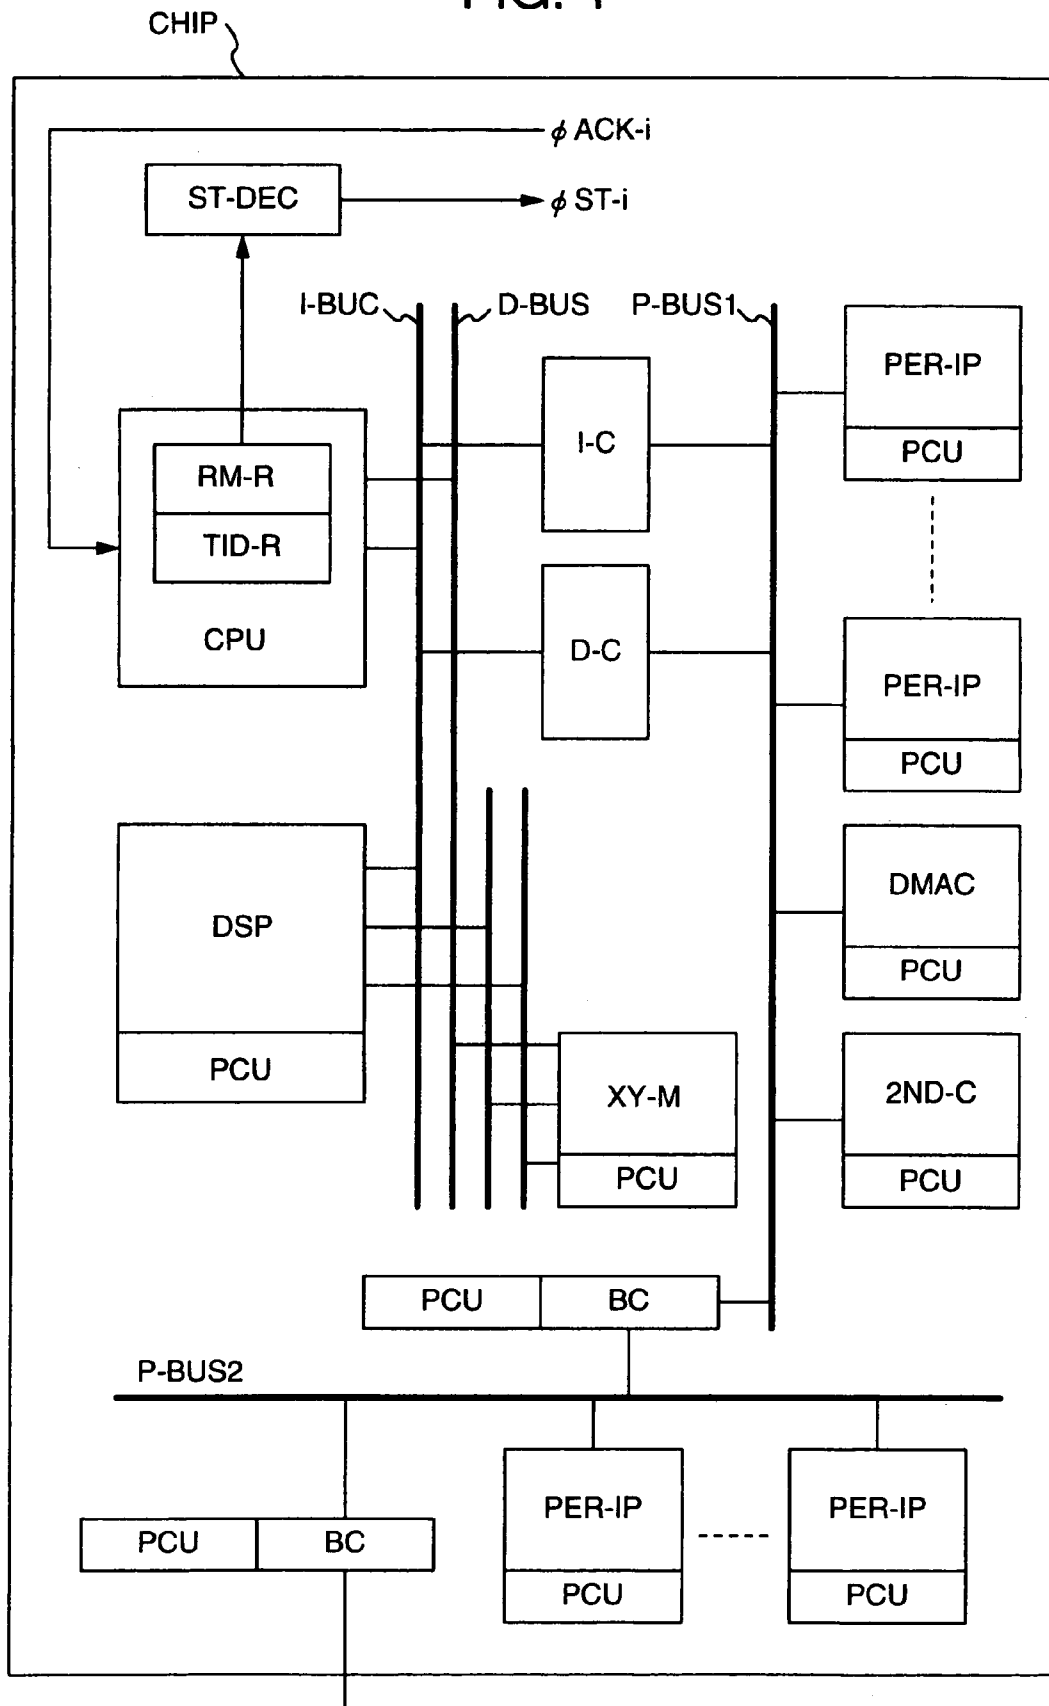 CHIP
φ ACK-i
ST-DEC
φ ST-i
I-BUC
D-BUS
P-BUS1
PER-IP
PCU
I-C
RM-R
TID-R
CPU
D-C
PER-IP
PCU
DSP
PCU
DMAC
PCU
XY-M
PCU
2ND-C
PCU
PCU
BC
P-BUS2
PER-IP
PCU
PER-IP
PCU
PCU
BC